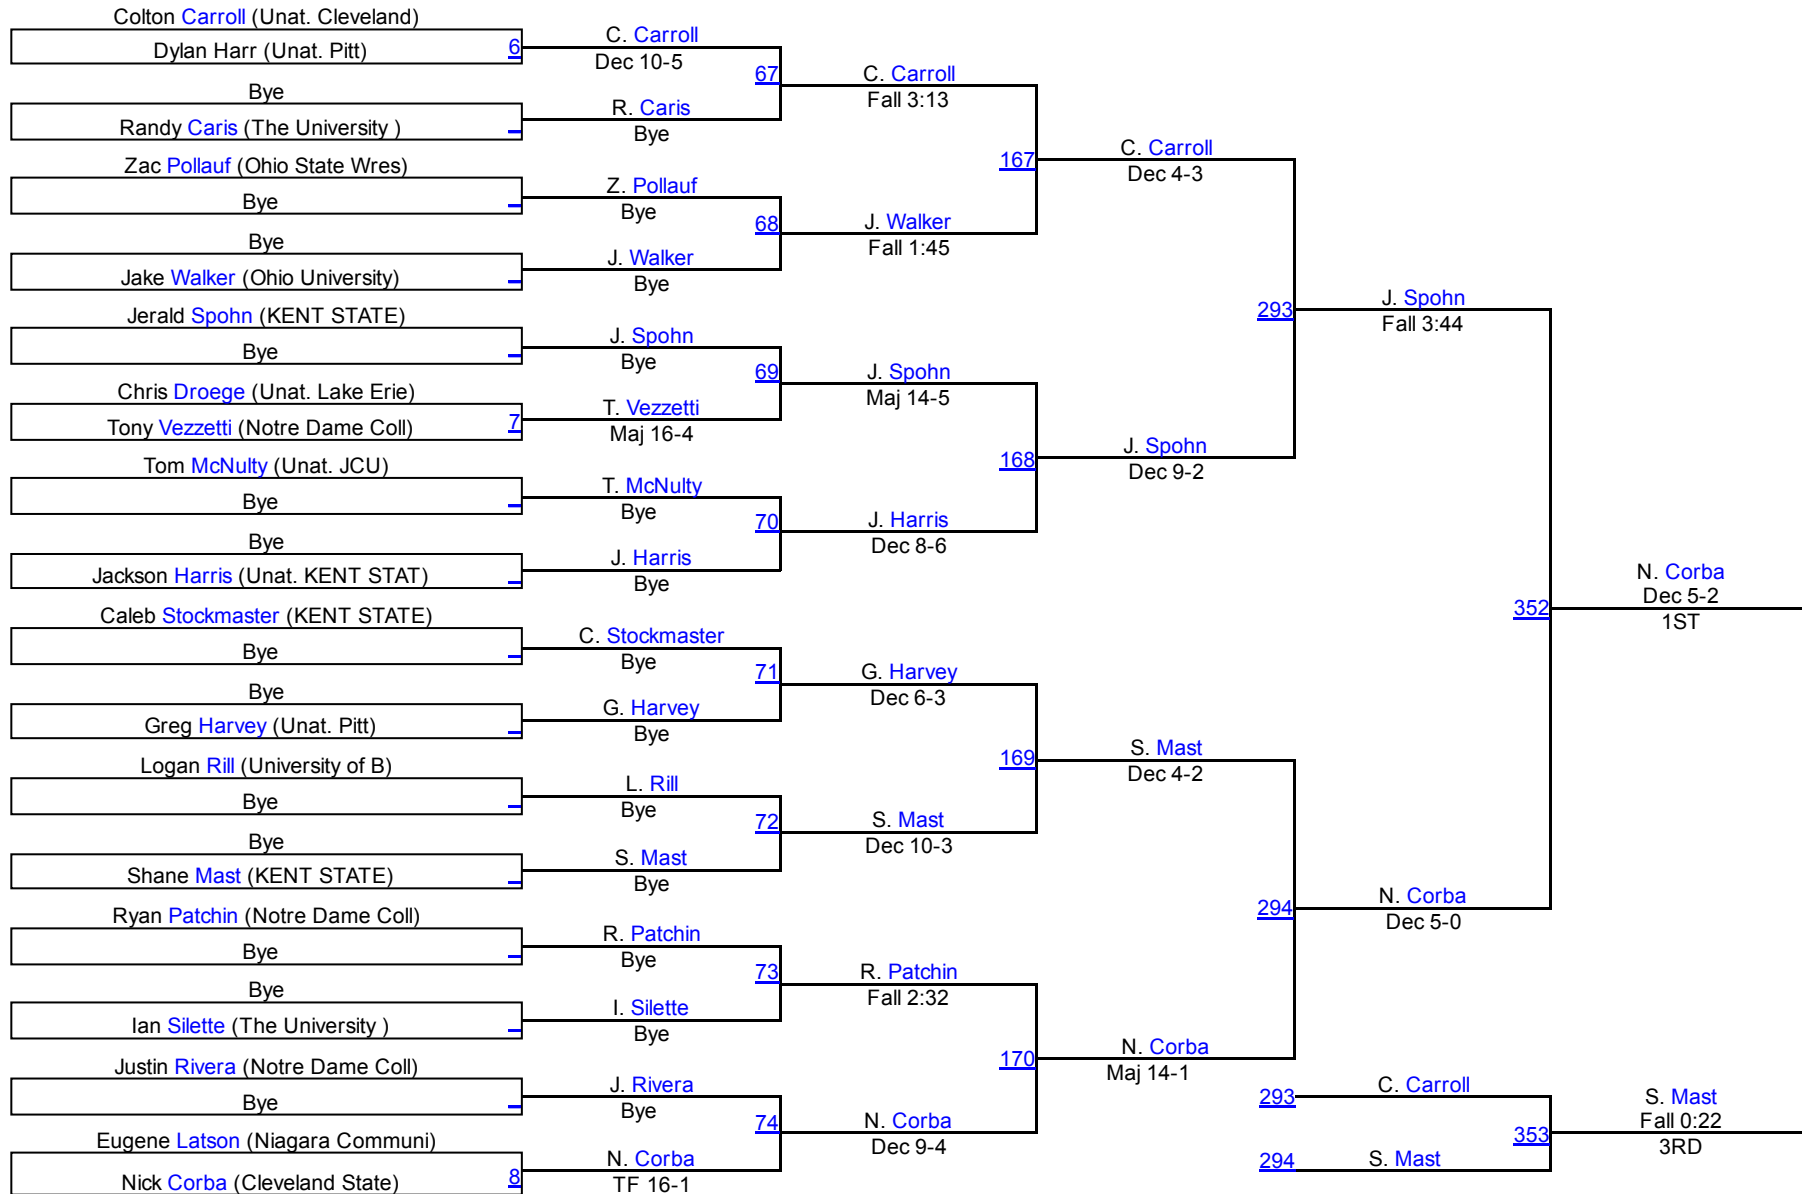 Colton Carroll (Unat. Cleveland)
Dylan Harr (Unat. Pitt) 6
Bye
Randy Caris (The University )
Zac Pollauf (Ohio State Wres)
Bye
Bye
Jake Walker (Ohio University)
Jerald Spohn (KENT STATE)
Bye
Chris Droege (Unat. Lake Erie)
Tony Vezzetti (Notre Dame Coll) 7
Tom McNulty (Unat. JCU)
Bye
Bye
Jackson Harris (Unat. KENT STAT)
Caleb Stockmaster (KENT STATE)
Bye
Bye
Greg Harvey (Unat. Pitt)
Logan Rill (University of B)
Bye
Bye
Shane Mast (KENT STATE)
Ryan Patchin (Notre Dame Coll)
Bye
Bye
Ian Silette (The University )
Justin Rivera (Notre Dame Coll)
Bye
Eugene Latson (Niagara Communi)
Nick Corba (Cleveland State) 8
C. Carroll
Dec 10-5
67
R. Caris
Bye
Z. Pollauf
Bye
68
J. Walker
Bye
J. Spohn
Bye
69
T. Vezzetti
Maj 16-4
T. McNulty
Bye
70
J. Harris
Bye
C. Stockmaster
Bye
71
G. Harvey
Bye
L. Rill
Bye
72
S. Mast
Bye
R. Patchin
Bye
73
I. Silette
Bye
J. Rivera
Bye
74
N. Corba
TF 16-1
C. Carroll
Fall 3:13
167
J. Walker
Fall 1:45
J. Spohn
Maj 14-5
168
J. Harris
Dec 8-6
G. Harvey
Dec 6-3
169
S. Mast
Dec 10-3
R. Patchin
Fall 2:32
170
N. Corba
Dec 9-4
C. Carroll
Dec 4-3
293
J. Spohn
Dec 9-2
S. Mast
Dec 4-2
294
N. Corba
Maj 14-1
J. Spohn
Fall 3:44
352
N. Corba
Dec 5-0
N. Corba
Dec 5-2
1ST
293 C. Carroll
353
294 S. Mast
S. Mast
Fall 0:22
3RD